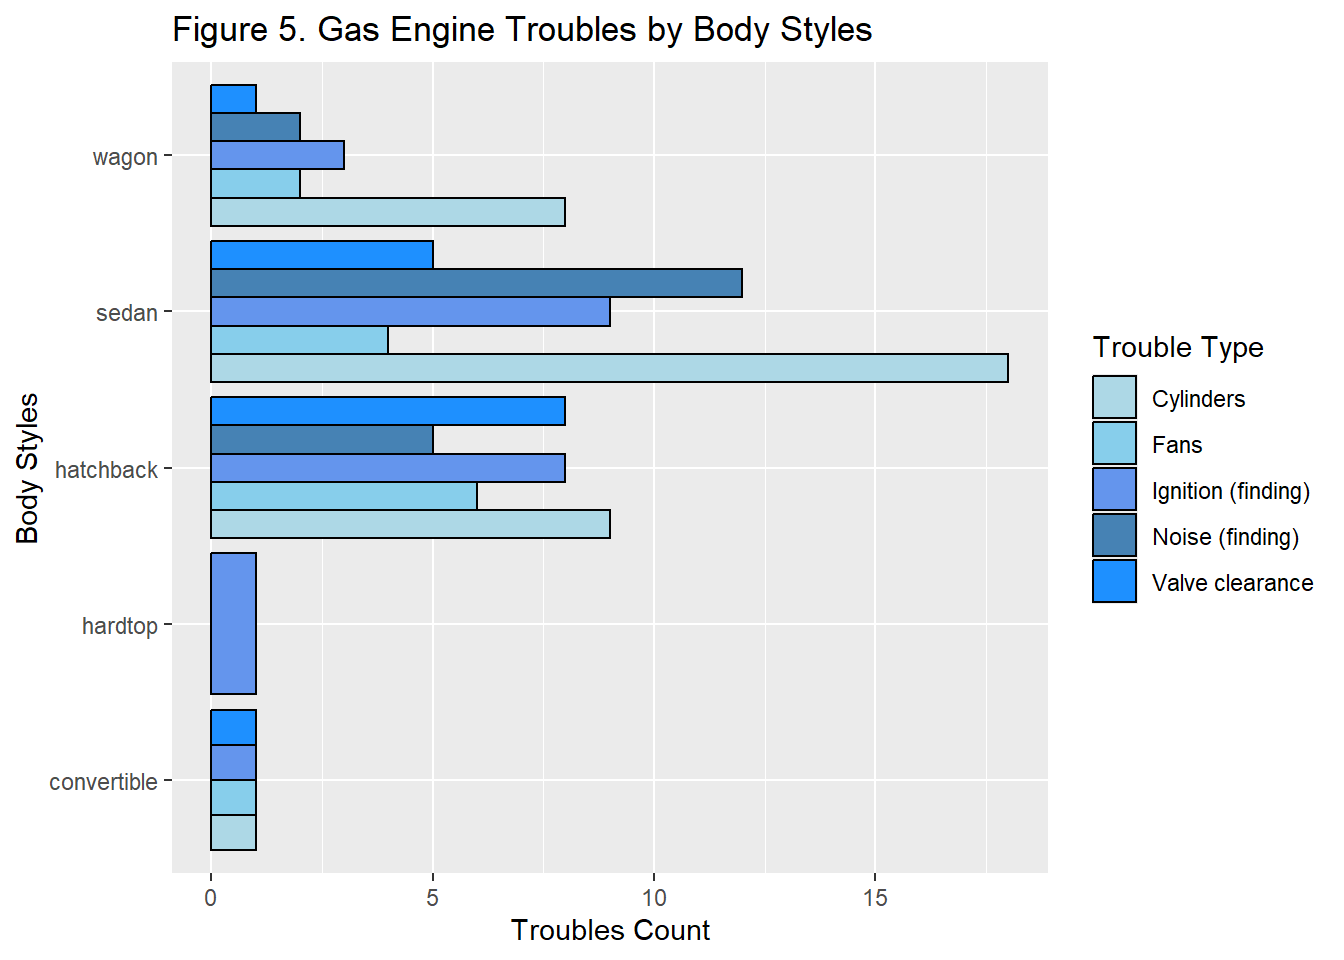 Figure 5. Gas Engine Troubles by Body Styles
wagon
sedan
hatchback
hardtop
convertible
Body Styles
0 5 10 15
Troubles Count
Trouble Type
Cylinders
Fans
Ignition (finding)
Noise (finding)
Valve clearance